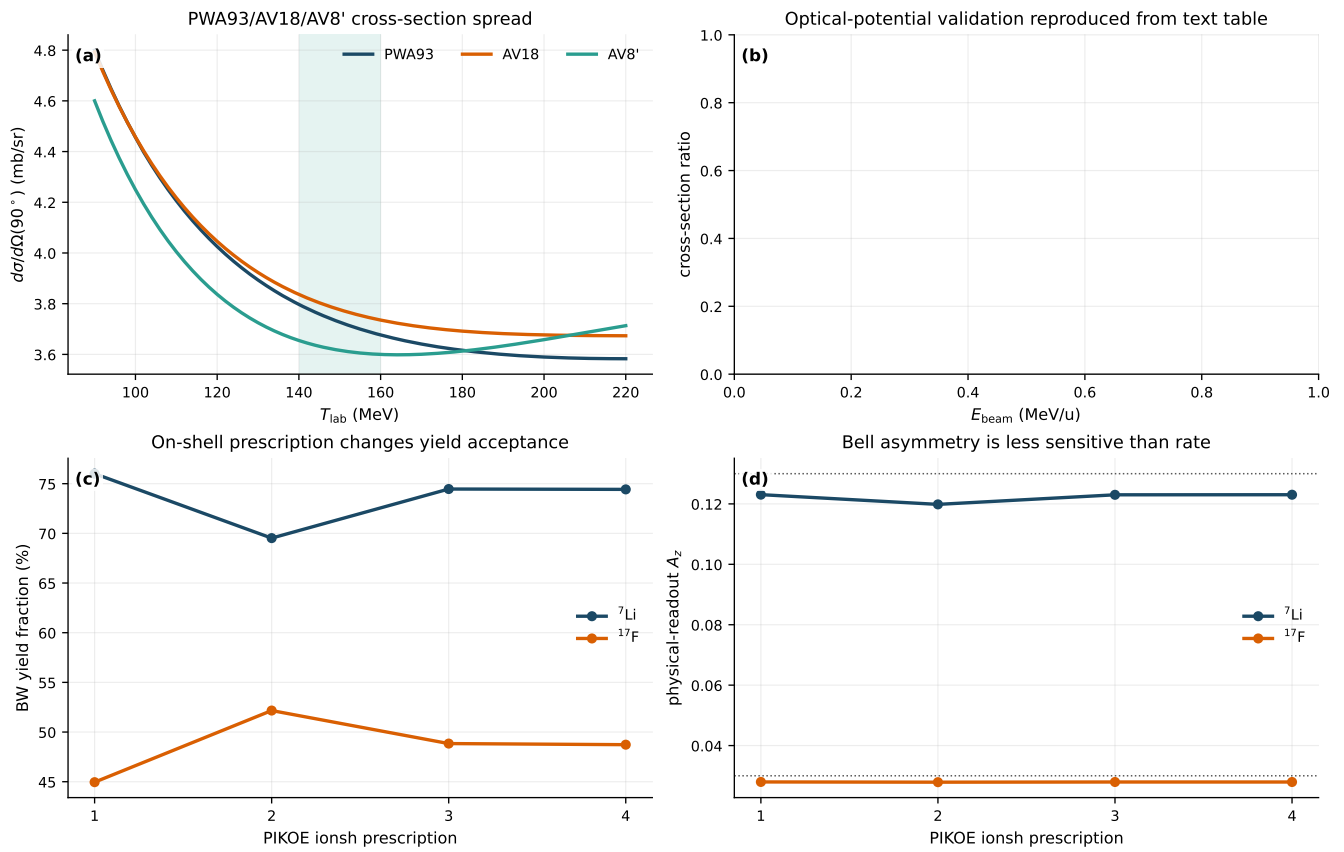 PWA93/AV18/AV8' cross-section spread
(a)
PWA93
AV18
AV8'
4.8
4.6
4.4
4.2
4.0
3.8
3.6
dσ/dΩ(90°) (mb/sr)
100
120
140
160
180
200
220
T_lab (MeV)
Optical-potential validation reproduced from text table
(b)
1.0
0.8
0.6
0.4
0.2
0.0
cross-section ratio
0.0
0.2
0.4
0.6
0.8
1.0
E_beam (MeV/u)
On-shell prescription changes yield acceptance
(c)
75
70
65
60
55
50
45
BW yield fraction (%)
⁷Li
¹⁷F
1
2
3
4
PIKOE ionsh prescription
Bell asymmetry is less sensitive than rate
(d)
0.12
0.10
0.08
0.06
0.04
physical-readout A_z
⁷Li
¹⁷F
1
2
3
4
PIKOE ionsh prescription